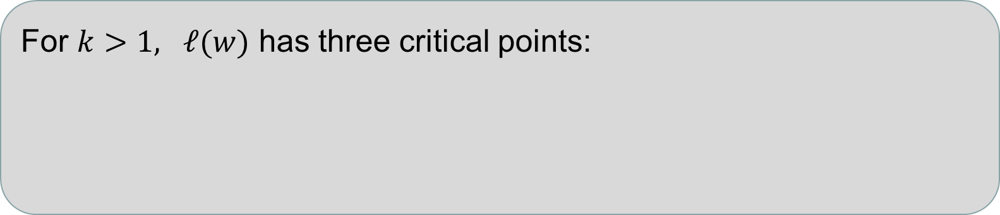 For 𝑘 > 1, ℓ(𝑤) has three critical points: